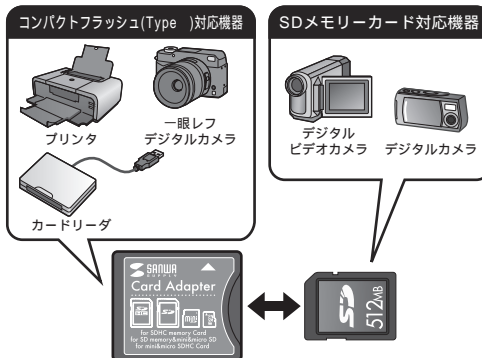 コンパクトフラッシュ(Type　)対応機器
プリンタ
一眼レフ
デジタルカメラ
カードリーダ
SDメモリーカード対応機器
デジタル
ビデオカメラ
デジタルカメラ
SANWA
SUPPLY
Card Adapter
for SDHC memory Card
for SD memory&mini&micro SD
for mini&micro SDHC Card
SD
512MB